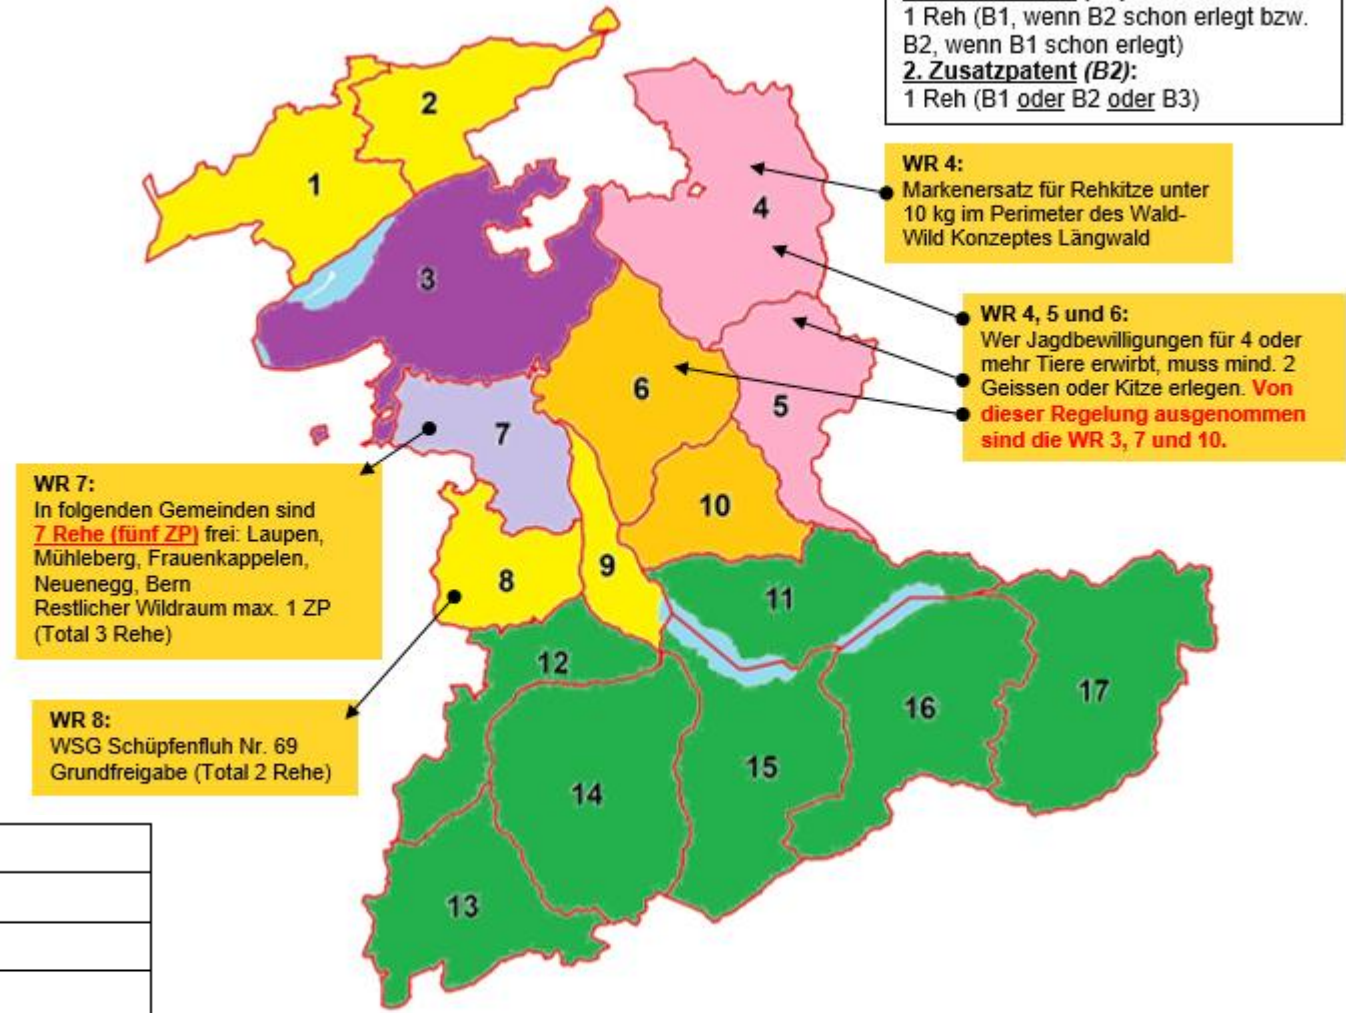 1 Reh (B1, wenn B2 schon erlegt bzw.
B2, wenn B1 schon erlegt)
2. Zusatzpatent (B2):
1 Reh (B1 oder B2 oder B3)
WR 4:
Markenersatz für Rehkitze unter
10 kg im Perimeter des Wald-
Wild Konzeptes Längwald
WR 4, 5 und 6:
Wer Jagdbewilligungen für 4 oder
mehr Tiere erwirbt, muss mind. 2
Geissen oder Kitze erlegen. Von
dieser Regelung ausgenommen
sind die WR 3, 7 und 10.
WR 7:
In folgenden Gemeinden sind
7 Rehe (fünf ZP) frei: Laupen,
Mühleberg, Frauenkappelen,
Neuenegg, Bern
Restlicher Wildraum max. 1 ZP
(Total 3 Rehe)
WR 8:
WSG Schüpfenfluh Nr. 69
Grundfreigabe (Total 2 Rehe)
1
2
3
4
5
6
7
8
9
10
11
12
13
14
15
16
17